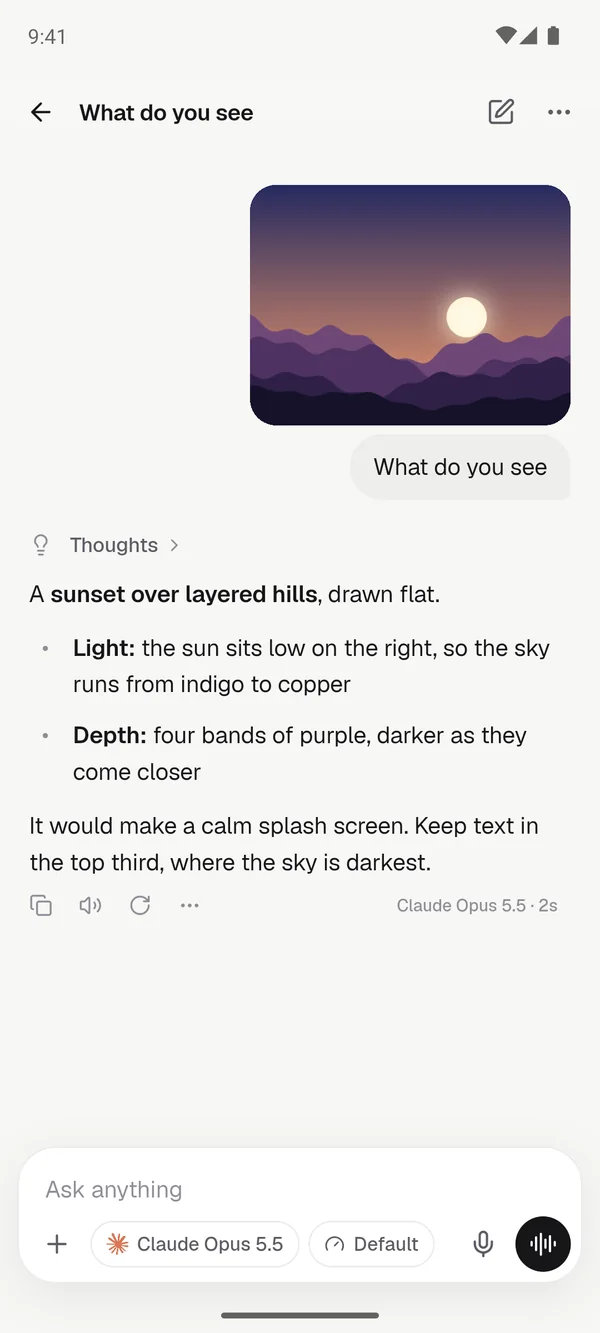 9:41
What do you see
What do you see
Thoughts
A sunset over layered hills, drawn flat.
Light: the sun sits low on the right, so the sky
runs from indigo to copper
Depth: four bands of purple, darker as they
come closer
It would make a calm splash screen. Keep text in
the top third, where the sky is darkest.
Claude Opus 5.5 · 2s
Ask anything
Claude Opus 5.5
Default